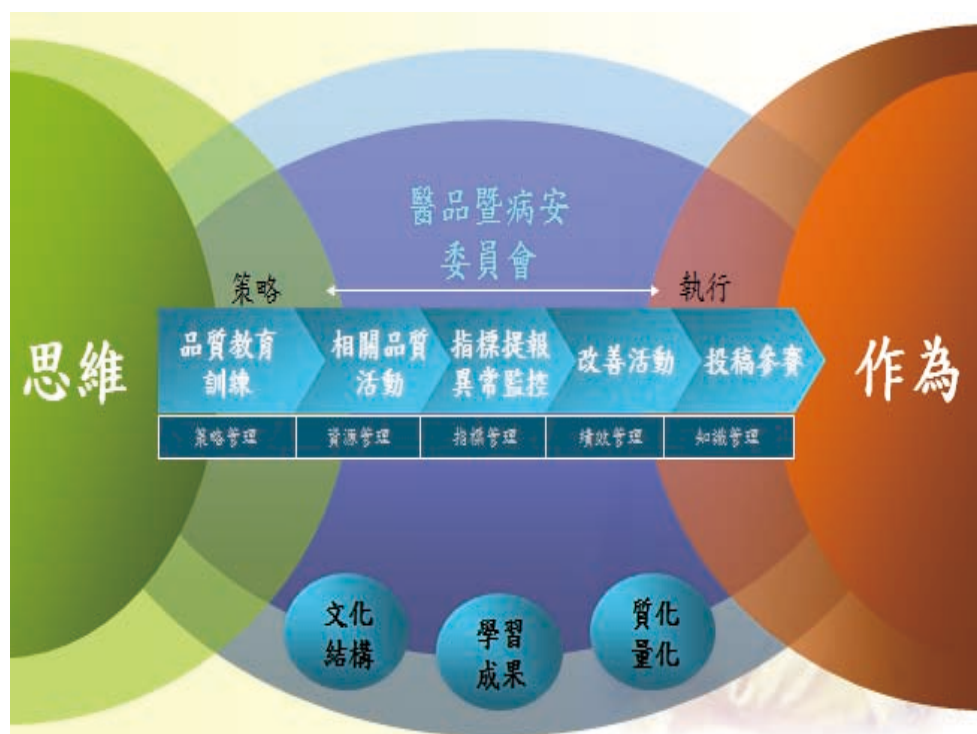 醫品暨病安
委員會
策略
執行
思維
品質教育
訓練
相關品質
活動
指標提報
異常監控
改善活動
投稿參賽
作為
策略管理
資源管理
指標管理
績效管理
知識管理
文化
結構
學習
成果
質化
量化